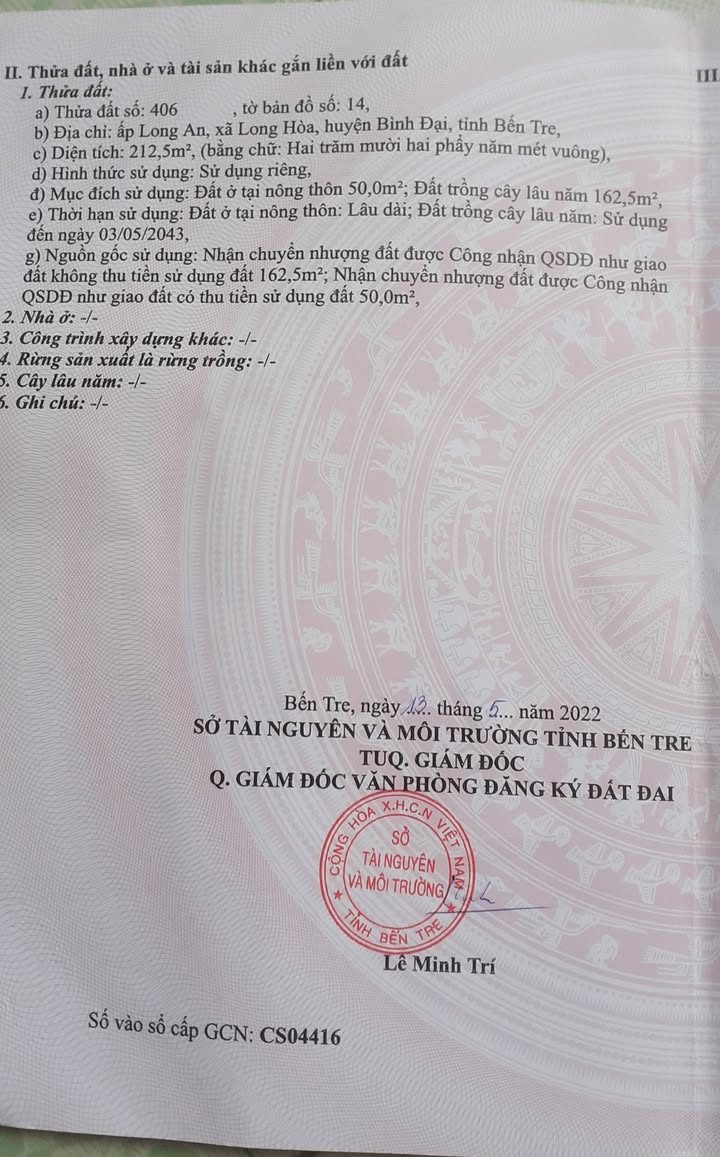 II. Thửa đất, nhà ở và tài sản khác gắn liền với đất
III
1. Thửa đất:
a) Thửa đất số: 406 , tờ bản đồ số: 14,
b) Địa chỉ: ấp Long An, xã Long Hòa, huyện Bình Đại, tỉnh Bến Tre,
c) Diện tích: 212,5m², (bằng chữ: Hai trăm mười hai phẩy năm mét vuông),
d) Hình thức sử dụng: Sử dụng riêng,
đ) Mục đích sử dụng: Đất ở tại nông thôn 50,0m²; Đất trồng cây lâu năm 162,5m²,
e) Thời hạn sử dụng: Đất ở tại nông thôn: Lâu dài; Đất trồng cây lâu năm: Sử dụng
đến ngày 03/05/2043,
g) Nguồn gốc sử dụng: Nhận chuyển nhượng đất được Công nhận QSDĐ như giao
đất không thu tiền sử dụng đất 162,5m²; Nhận chuyển nhượng đất được Công nhận
QSDĐ như giao đất có thu tiền sử dụng đất 50,0m²,
2. Nhà ở: -/-
3. Công trình xây dựng khác: -/-
4. Rừng sản xuất là rừng trồng: -/-
5. Cây lâu năm: -/-
6. Ghi chú: -/-
Bến Tre, ngày 13 tháng 5... năm 2022
SỞ TÀI NGUYÊN VÀ MÔI TRƯỜNG TỈNH BẾN TRE
TUQ. GIÁM ĐỐC
Q. GIÁM ĐỐC VĂN PHÒNG ĐĂNG KÝ ĐẤT ĐAI
CỘNG HÒA X.H.C.N VIỆT NAM
SỞ
TÀI NGUYÊN
VÀ MÔI TRƯỜNG
TỈNH BẾN TRE
Lê Minh Trí
Số vào sổ cấp GCN: CS04416